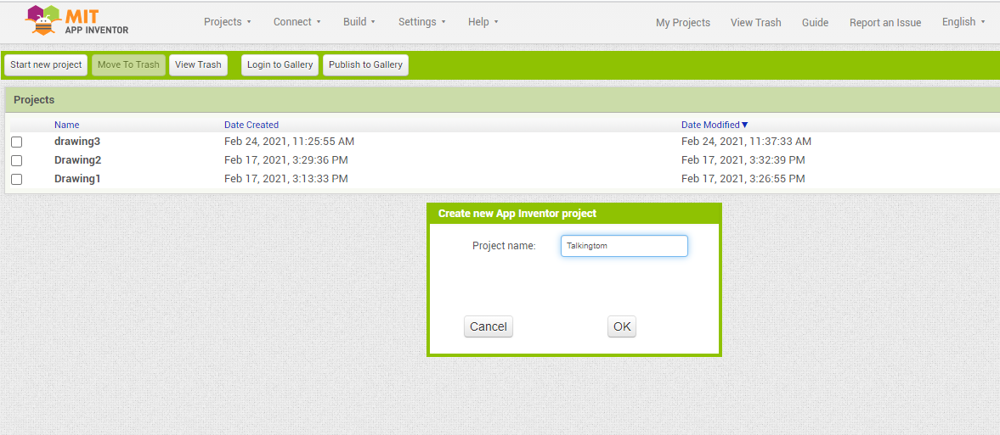 MIT
APP INVENTOR
Projects Connect Build Settings Help My Projects View Trash Guide Report an Issue English
Start new project Move To Trash View Trash Login to Gallery Publish to Gallery
Projects
Name Date Created Date Modified
drawing3 Feb 24, 2021, 11:25:55 AM Feb 24, 2021, 11:37:33 AM
Drawing2 Feb 17, 2021, 3:29:36 PM Feb 17, 2021, 3:32:39 PM
Drawing1 Feb 17, 2021, 3:13:33 PM Feb 17, 2021, 3:26:55 PM
Create new App Inventor project
Project name: Talkingtom
Cancel OK